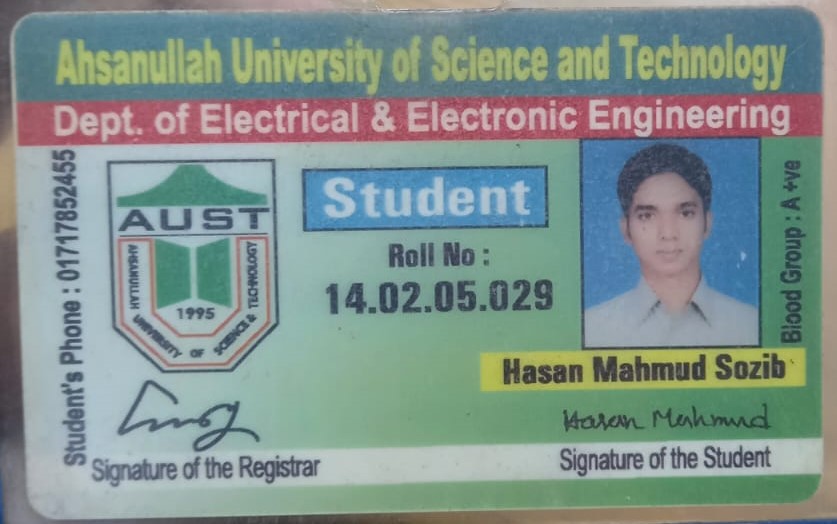 Ahsanullah University of Science and Technology
Dept. of Electrical & Electronic Engineering
Student's Phone : 01717852455
AUST
AHSANULLAH UNIVERSITY OF SCIENCE & TECHNOLOGY
1995
Student
Roll No :
14.02.05.029
Blood Group : A +ve
Hasan Mahmud Sozib
Hasan Mahmud
Signature of the Registrar
Signature of the Student